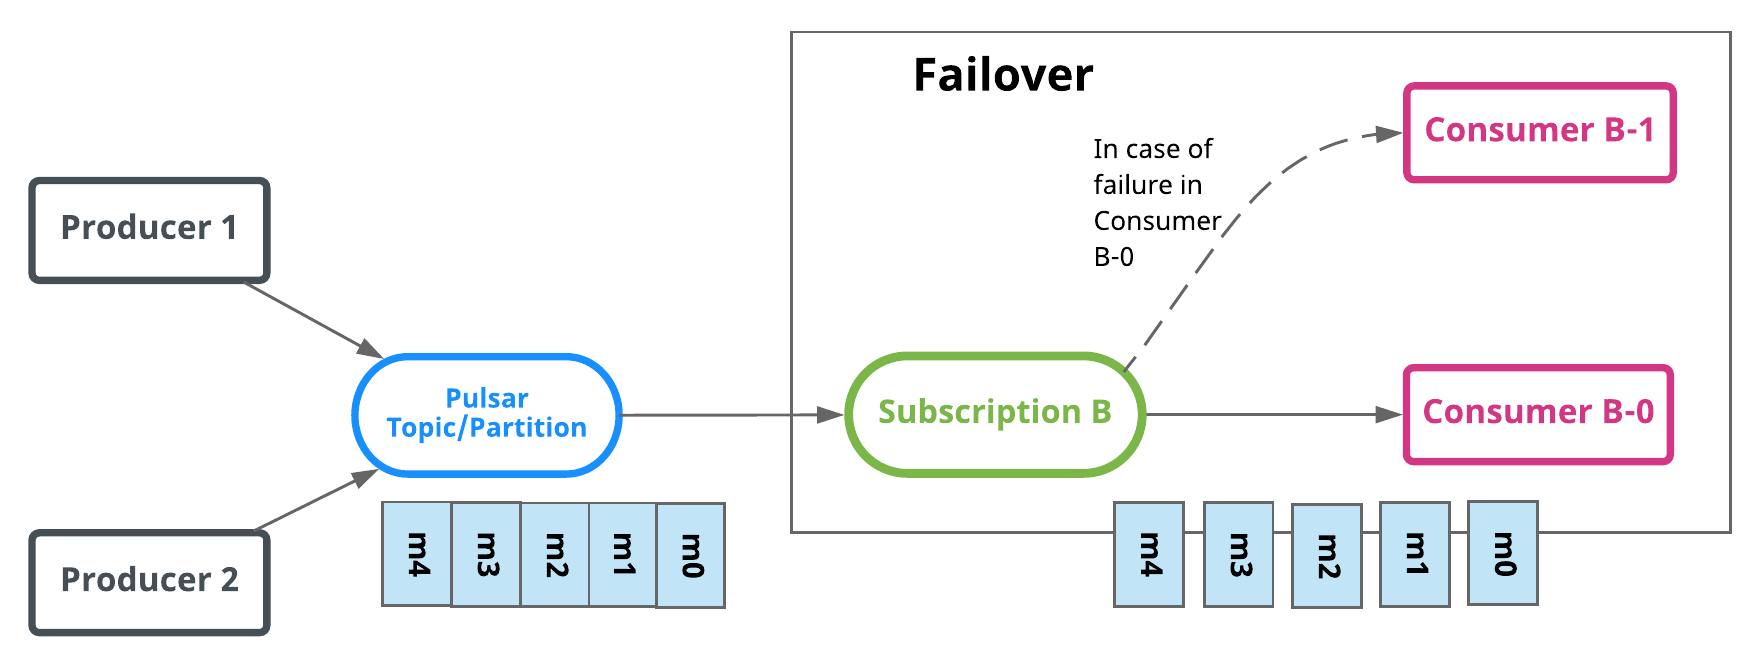 Failover
Consumer B-1
In case of
failure in
Consumer
B-0
Producer 1
Pulsar
Topic/Partition
Subscription B
Consumer B-0
Producer 2
m4
m3
m2
m1
m0
m4
m3
m2
m1
m0